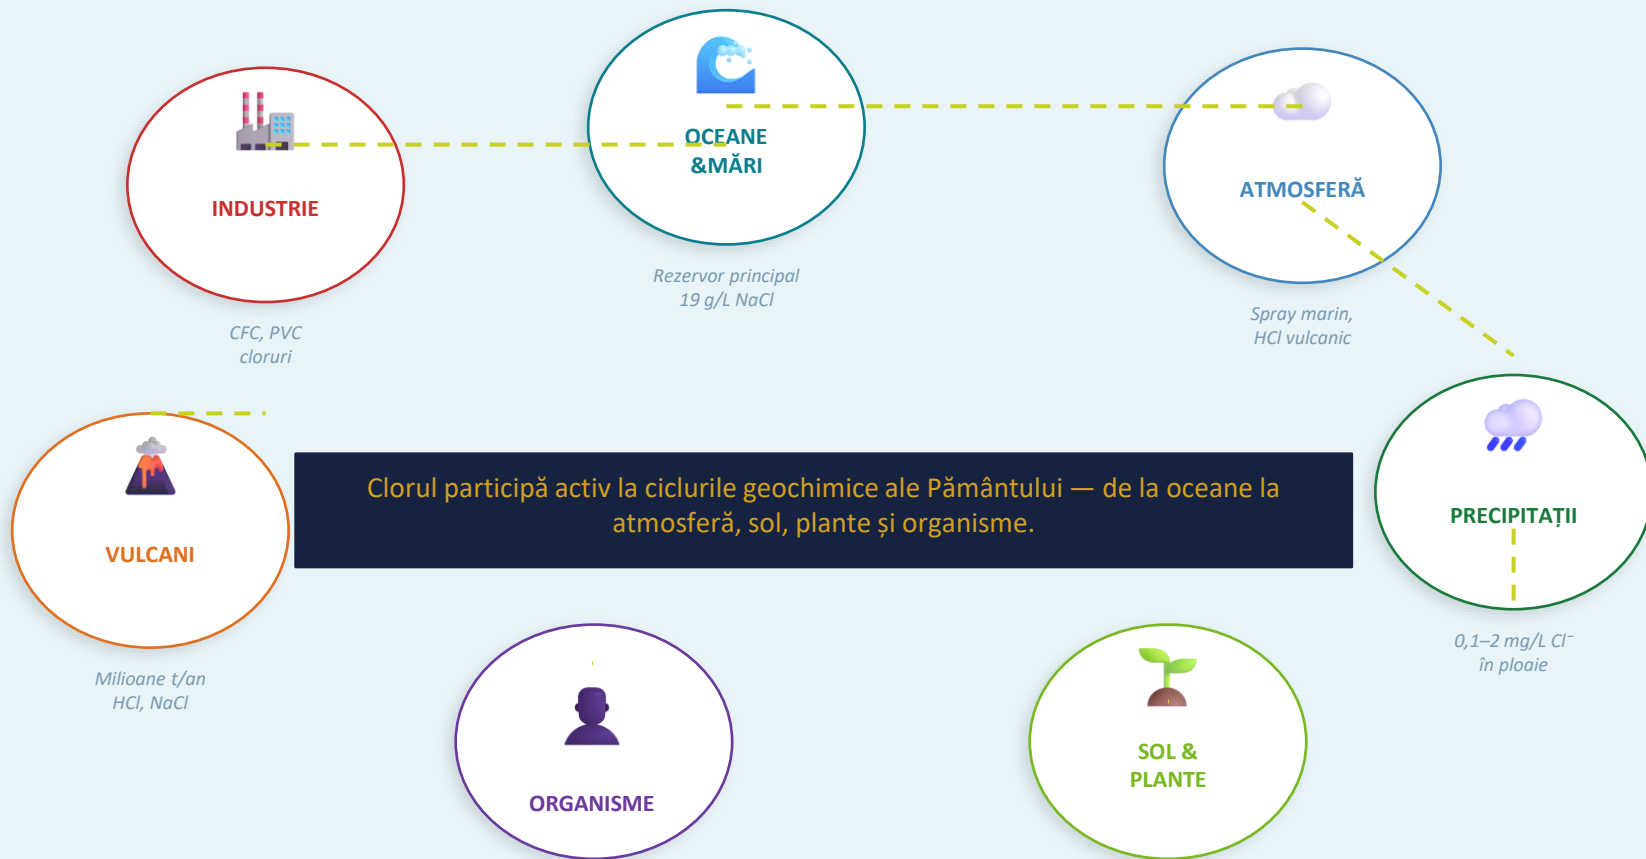 OCEANE
&MĂRI
Rezervor principal
19 g/L NaCl
INDUSTRIE
CFC, PVC
cloruri
ATMOSFERĂ
Spray marin,
HCl vulcanic
VULCANI
Milioane t/an
HCl, NaCl
Clorul participă activ la ciclurile geochimice ale Pământului — de la oceane la
atmosferă, sol, plante și organisme.
PRECIPITAȚII
0,1–2 mg/L Cl⁻
în ploaie
ORGANISME
SOL &
PLANTE